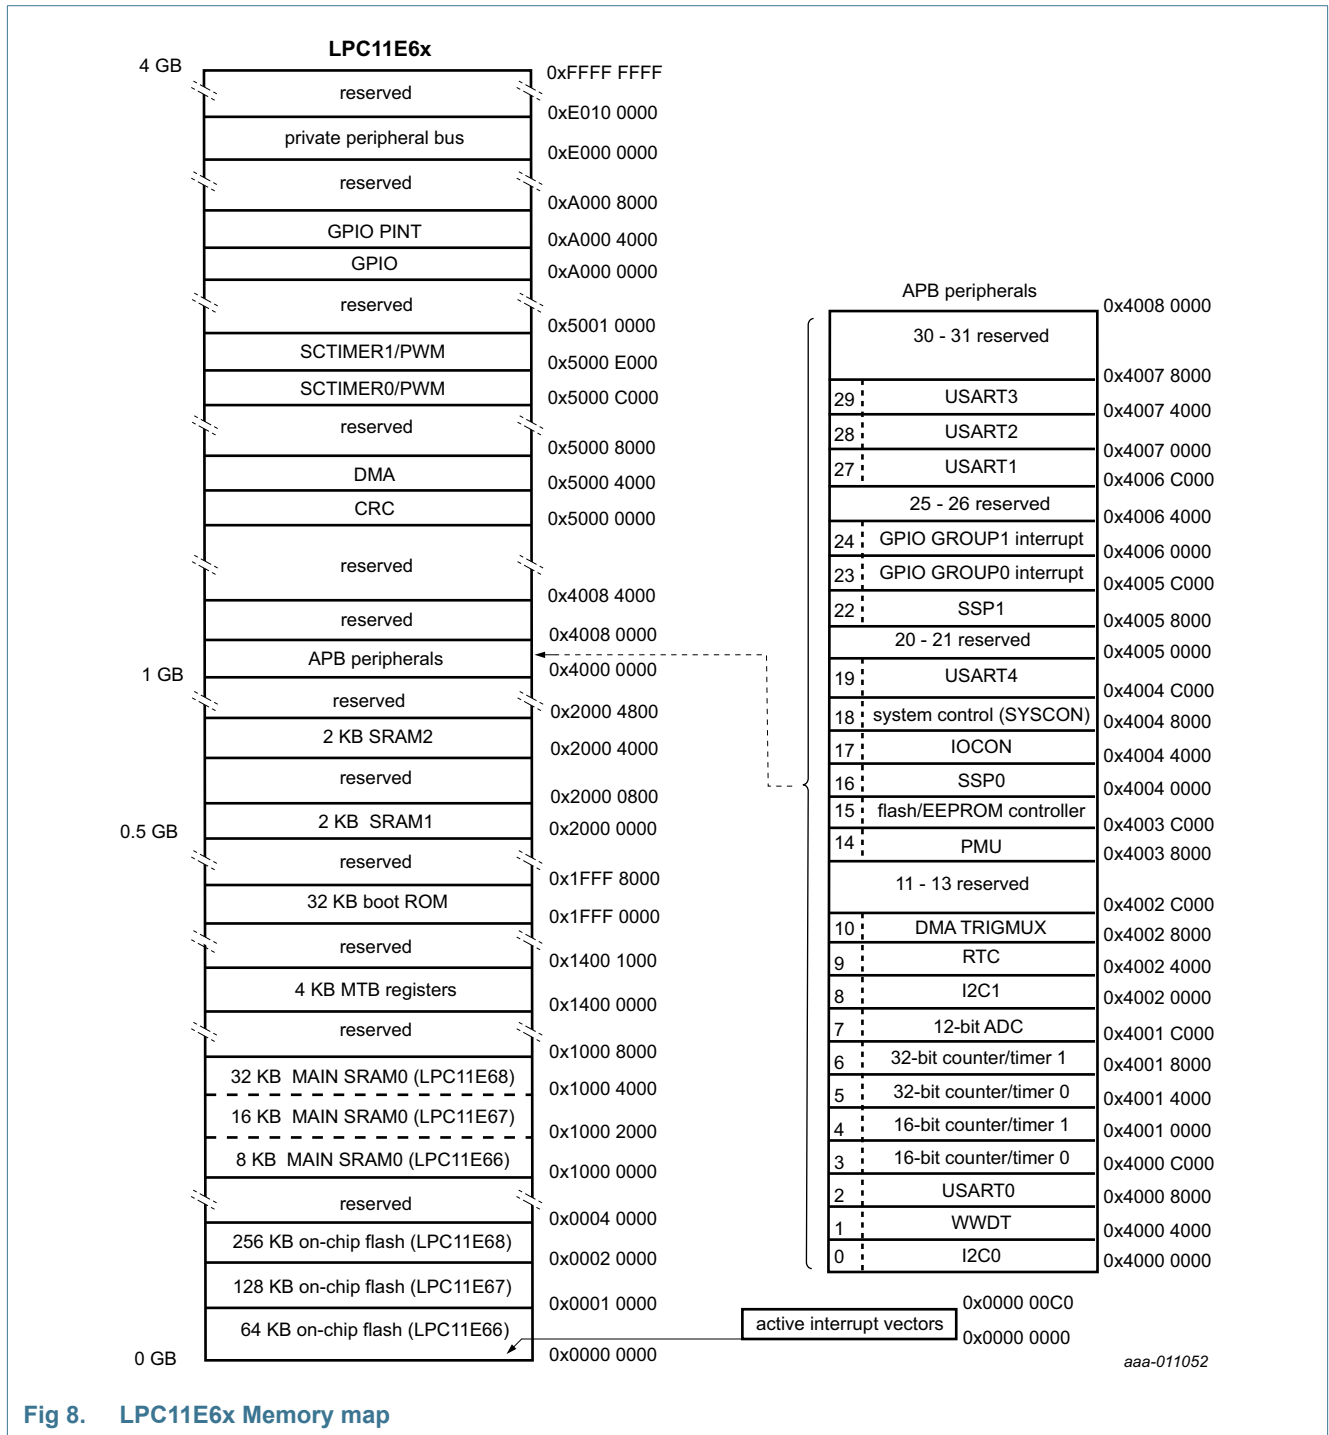 LPC11E6x
4 GB
0xFFFF FFFF
reserved
0xE010 0000
private peripheral bus
0xE000 0000
reserved
0xA000 8000
GPIO PINT
0xA000 4000
GPIO
0xA000 0000
reserved
0x5001 0000
SCTIMER1/PWM
0x5000 E000
SCTIMER0/PWM
0x5000 C000
reserved
0x5000 8000
DMA
0x5000 4000
CRC
0x5000 0000
reserved
0x4008 4000
reserved
0x4008 0000
APB peripherals
1 GB
0x4000 0000
reserved
0x2000 4800
2 KB SRAM2
0x2000 4000
reserved
0x2000 0800
2 KB SRAM1
0.5 GB
0x2000 0000
reserved
0x1FFF 8000
32 KB boot ROM
0x1FFF 0000
reserved
0x1400 1000
4 KB MTB registers
0x1400 0000
reserved
0x1000 8000
32 KB MAIN SRAM0 (LPC11E68)
0x1000 4000
16 KB MAIN SRAM0 (LPC11E67)
0x1000 2000
8 KB MAIN SRAM0 (LPC11E66)
0x1000 0000
reserved
0x0004 0000
256 KB on-chip flash (LPC11E68)
0x0002 0000
128 KB on-chip flash (LPC11E67)
0x0001 0000
64 KB on-chip flash (LPC11E66)
0 GB
0x0000 0000
APB peripherals
0x4008 0000
30 - 31 reserved
0x4007 8000
29 USART3
0x4007 4000
28 USART2
0x4007 0000
27 USART1
0x4006 C000
25 - 26 reserved
0x4006 4000
24 GPIO GROUP1 interrupt
0x4006 0000
23 GPIO GROUP0 interrupt
0x4005 C000
22 SSP1
0x4005 8000
20 - 21 reserved
0x4005 0000
19 USART4
0x4004 C000
18 system control (SYSCON)
0x4004 8000
17 IOCON
0x4004 4000
16 SSP0
0x4004 0000
15 flash/EEPROM controller
0x4003 C000
14 PMU
0x4003 8000
11 - 13 reserved
0x4002 C000
10 DMA TRIGMUX
0x4002 8000
9 RTC
0x4002 4000
8 I2C1
0x4002 0000
7 12-bit ADC
0x4001 C000
6 32-bit counter/timer 1
0x4001 8000
5 32-bit counter/timer 0
0x4001 4000
4 16-bit counter/timer 1
0x4001 0000
3 16-bit counter/timer 0
0x4000 C000
2 USART0
0x4000 8000
1 WWDT
0x4000 4000
0 I2C0
0x4000 0000
0x0000 00C0
active interrupt vectors
0x0000 0000
aaa-011052
Fig 8. LPC11E6x Memory map